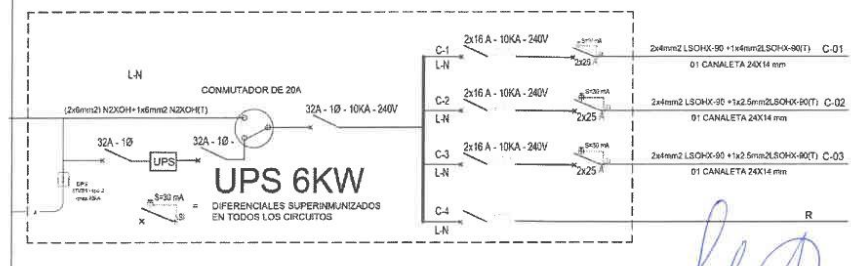 L-N
(2x6mm2) N2XOH+1x6mm N2XOH(T)
CONMUTADOR DE 20A
32A - 1Ø - 10KA - 240V
32A - 1Ø
UPS
32A - 1Ø -
DPS
UPS 6KW
S=30 mA
Si
= DIFERENCIALES SUPERINMUNIZADOS
EN TODOS LOS CIRCUITOS
C-1
L-N
2x16 A - 10KA - 240V
2x25 A
2x4mm2 LSOHX-90 +1x4mm2LSOHX-90(T) C-01
01 CANALETA 24X14 mm
C-2
L-N
2x16 A - 10KA - 240V
S=30 mA
2x25 A
2x4mm2 LSOHX-90 +1x2.5mm2LSOHX-90(T) C-02
01 CANALETA 24X14 mm
C-3
L-N
2x16 A - 10KA - 240V
S=30 mA
2x25 A
2x4mm2 LSOHX-90 +1x2.5mm2LSOHX-90(T) C-03
01 CANALETA 24X14 mm
C-4
L-N
R